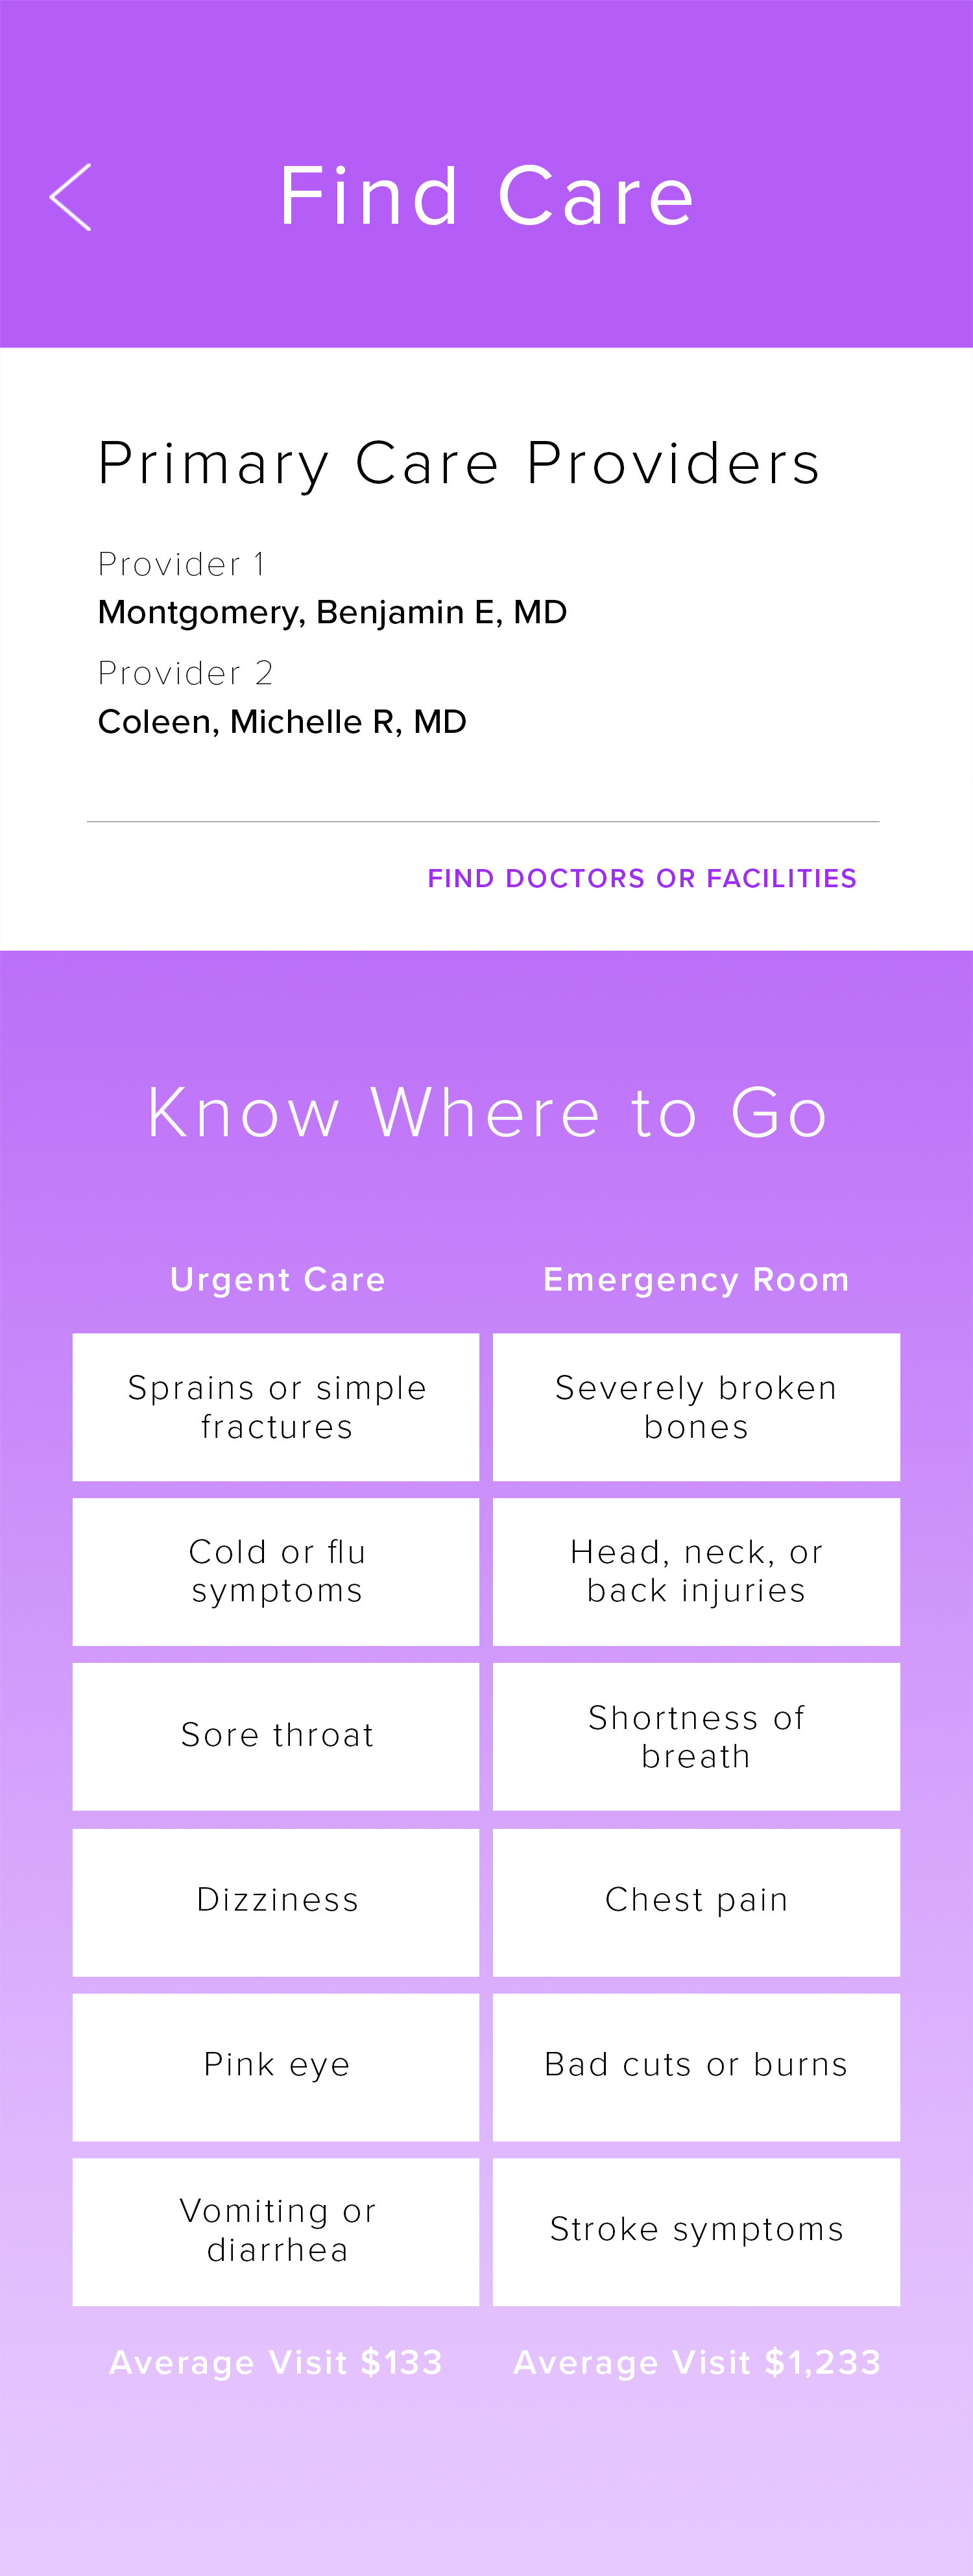 Find Care
Primary Care Providers
Provider 1
Montgomery, Benjamin E, MD
Provider 2
Coleen, Michelle R, MD
FIND DOCTORS OR FACILITIES
Know Where to Go
Urgent Care
Emergency Room
Sprains or simple
fractures
Severely broken
bones
Cold or flu
symptoms
Head, neck, or
back injuries
Sore throat
Shortness of
breath
Dizziness
Chest pain
Pink eye
Bad cuts or burns
Vomiting or
diarrhea
Stroke symptoms
Average Visit $133
Average Visit $1,233